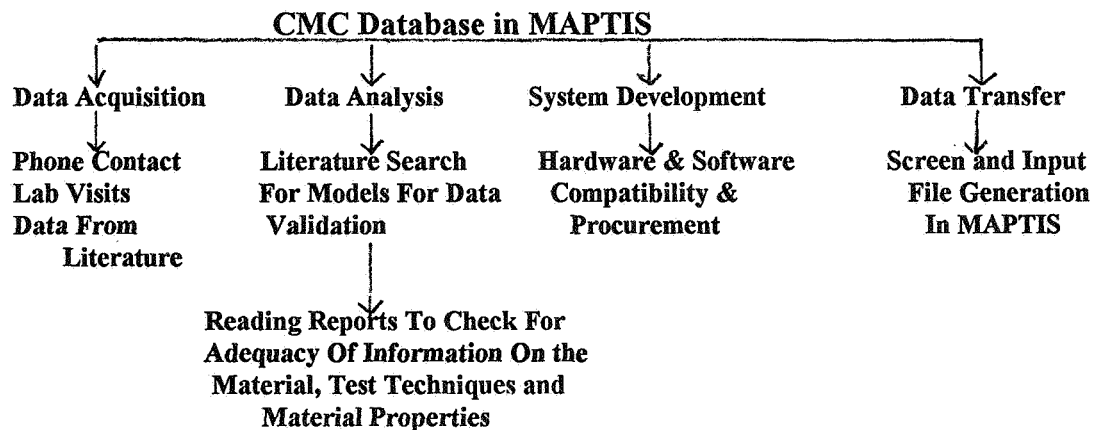 CMC Database in MAPTIS
Data Acquisition
Data Analysis
System Development
Data Transfer
Phone Contact
Lab Visits
Data From
Literature
Literature Search
For Models For Data
Validation
Hardware & Software
Compatibility &
Procurement
Screen and Input
File Generation
In MAPTIS
Reading Reports To Check For
Adequacy Of Information On the
Material, Test Techniques and
Material Properties